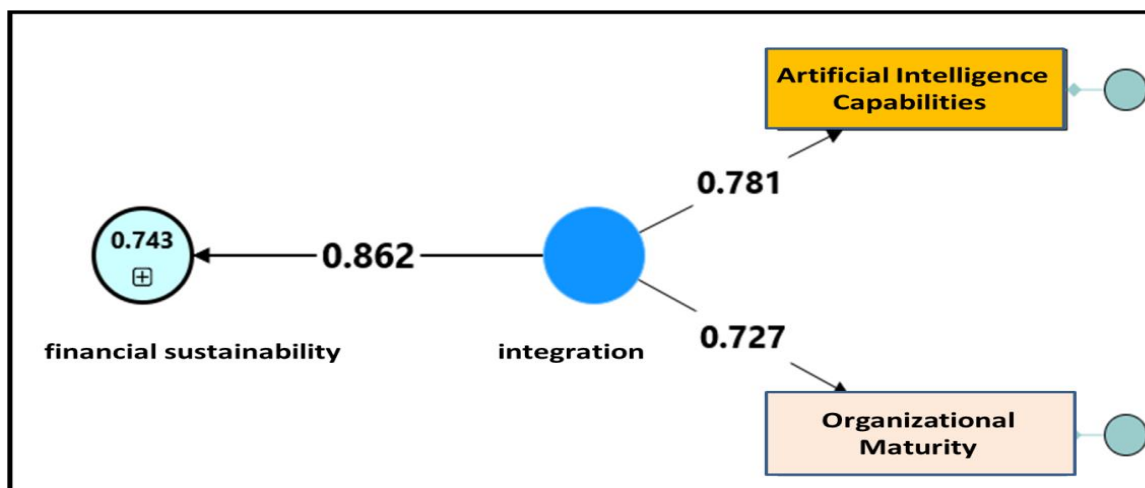 Artificial Intelligence
Capabilities
0.781
0.743
0.862
financial sustainability
integration
0.727
Organizational
Maturity